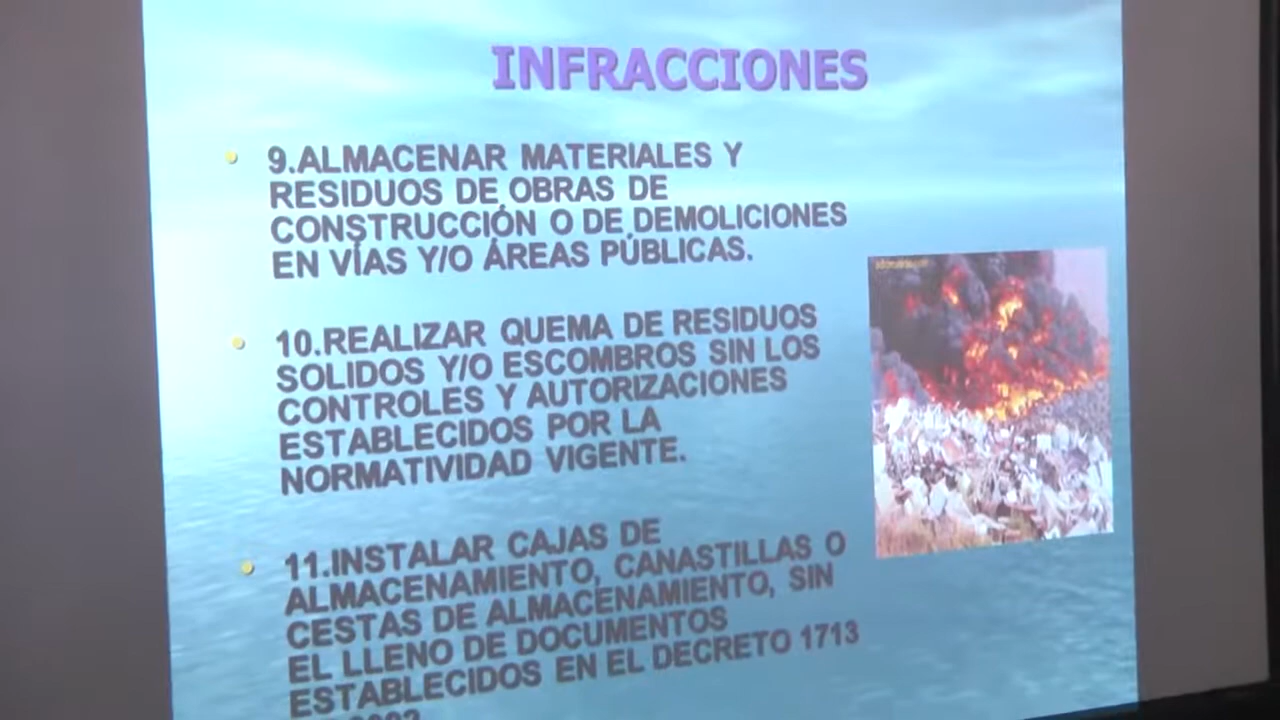 INFRACCIONES
9.ALMACENAR MATERIALES Y
RESIDUOS DE OBRAS DE
CONSTRUCCIÓN O DE DEMOLICIONES
EN VÍAS Y/O ÁREAS PÚBLICAS.
10.REALIZAR QUEMA DE RESIDUOS
SOLIDOS Y/O ESCOMBROS SIN LOS
CONTROLES Y AUTORIZACIONES
ESTABLECIDOS POR LA
NORMATIVIDAD VIGENTE.
11.INSTALAR CAJAS DE
ALMACENAMIENTO, CANASTILLAS O
CESTAS DE ALMACENAMIENTO, SIN
EL LLENO DE DOCUMENTOS
ESTABLECIDOS EN EL DECRETO 1713